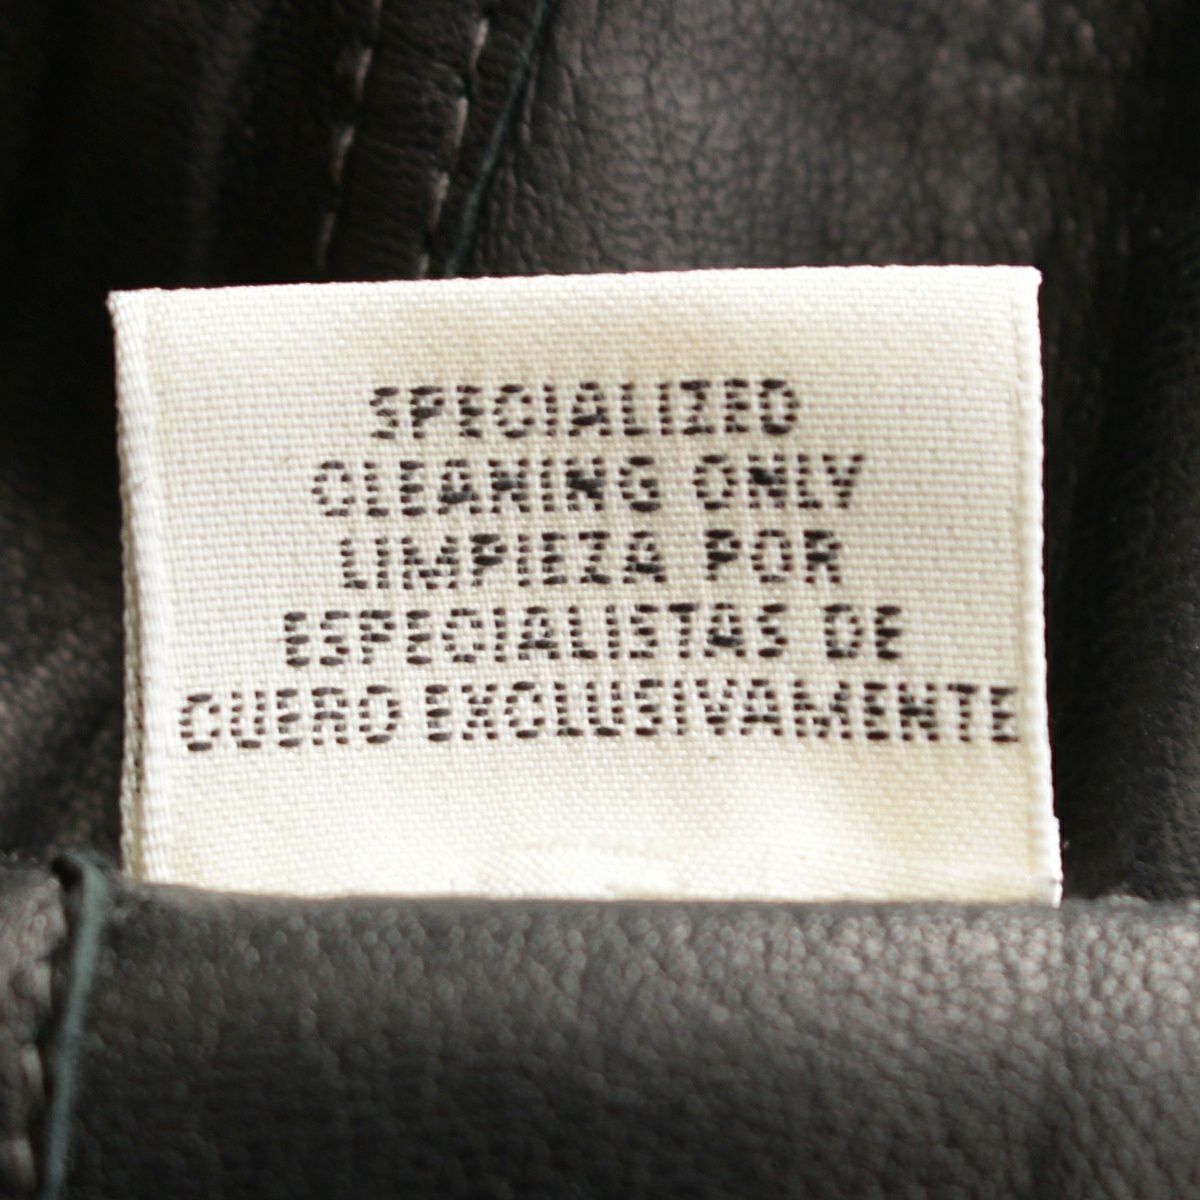 SPECIALIZED
CLEANING ONLY
LIMPIEZA POR
ESPECIALISTAS DE
CUERO EXCLUSIVAMENTE